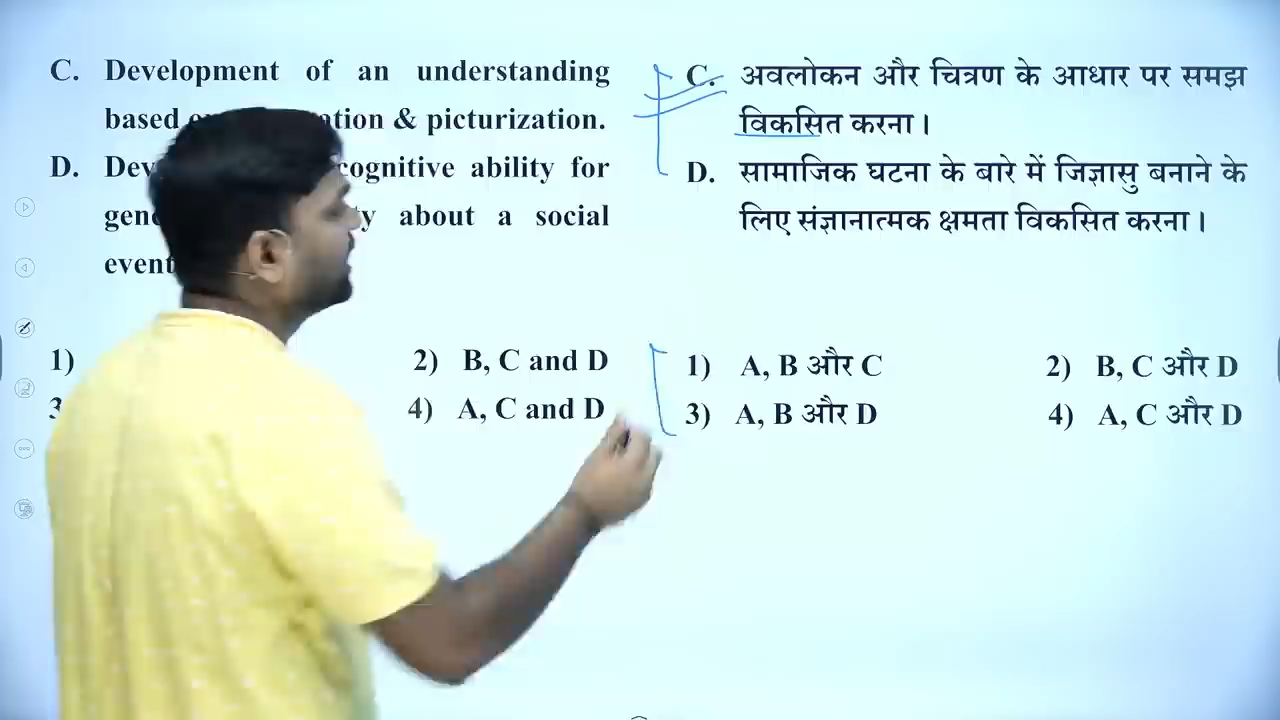 C. Development of an understanding
based & picturization.
D. cognitive ability for
about a social
event
1) 2) B, C and D
4) A, C and D
C. अवलोकन और चित्रण के आधार पर समझ
विकसित करना।
D. सामाजिक घटना के बारे में जिज्ञासु बनाने के
लिए संज्ञानात्मक क्षमता विकसित करना।
1) A, B और C 2) B, C और D
3) A, B और D 4) A, C और D